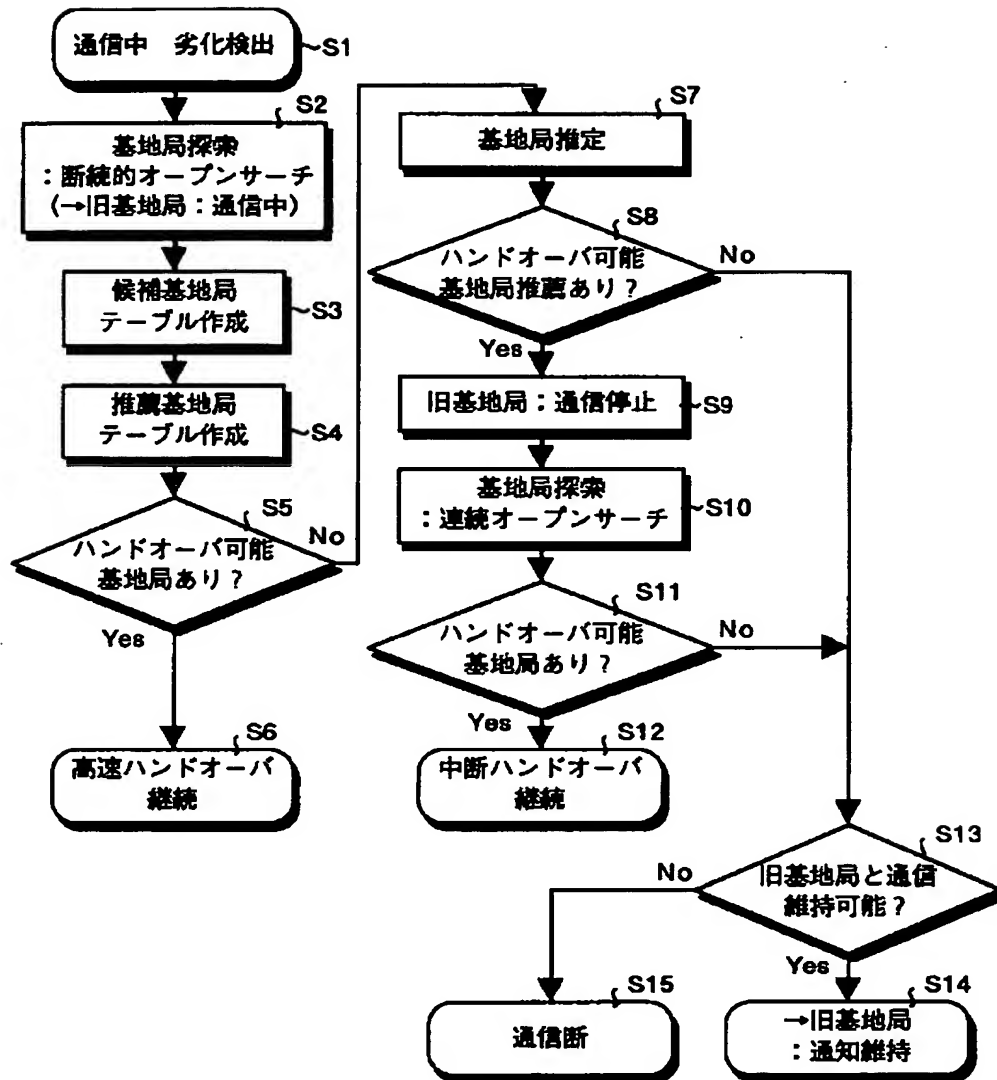 通信中 劣化検出
S1
S2
基地局探索
：断続的オープンサーチ
（→旧基地局：通信中）
候補基地局
テーブル作成
S3
推薦基地局
テーブル作成
S4
S5
ハンドオーバ可能
基地局あり？
No
Yes
S6
高速ハンドオーバ
継続
S7
基地局推定
S8
ハンドオーバ可能
基地局推薦あり？
No
Yes
旧基地局：通信停止
S9
基地局探索
：連続オープンサーチ
S10
S11
ハンドオーバ可能
基地局あり？
No
Yes
S12
中断ハンドオーバ
継続
S13
旧基地局と通信
維持可能？
No
Yes
S15
通信断
S14
→旧基地局
：通知維持